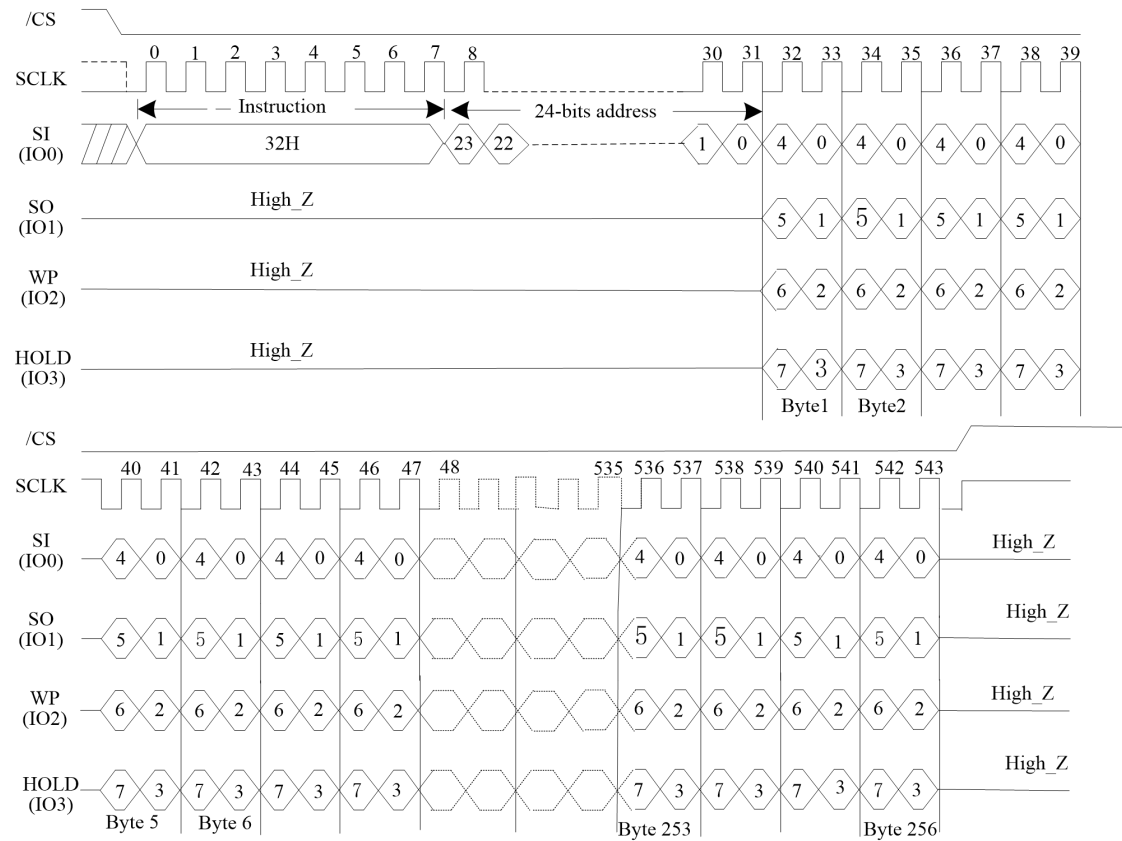 /CS
0 1 2 3 4 5 6 7 8 30 31 32 33 34 35 36 37 38 39
SCLK
Instruction 24-bits address
SI
(IO0)
32H 23 22 1 0 4 0 4 0 4 0 4 0
SO
(IO1)
High_Z 5 1 5 1 5 1 5 1
WP
(IO2)
High_Z 6 2 6 2 6 2 6 2
HOLD
(IO3)
High_Z 7 3 7 3 7 3 7 3
Byte1 Byte2
/CS
40 41 42 43 44 45 46 47 48 535 536 537 538 539 540 541 542 543
SCLK
SI
(IO0)
4 0 4 0 4 0 4 0 4 0 4 0 4 0 4 0 High_Z
SO
(IO1)
5 1 5 1 5 1 5 1 5 1 5 1 5 1 5 1 High_Z
WP
(IO2)
6 2 6 2 6 2 6 2 6 2 6 2 6 2 6 2 High_Z
HOLD
(IO3)
7 3 7 3 7 3 7 3 7 3 7 3 7 3 7 3 High_Z
Byte 5 Byte 6 Byte 253 Byte 256